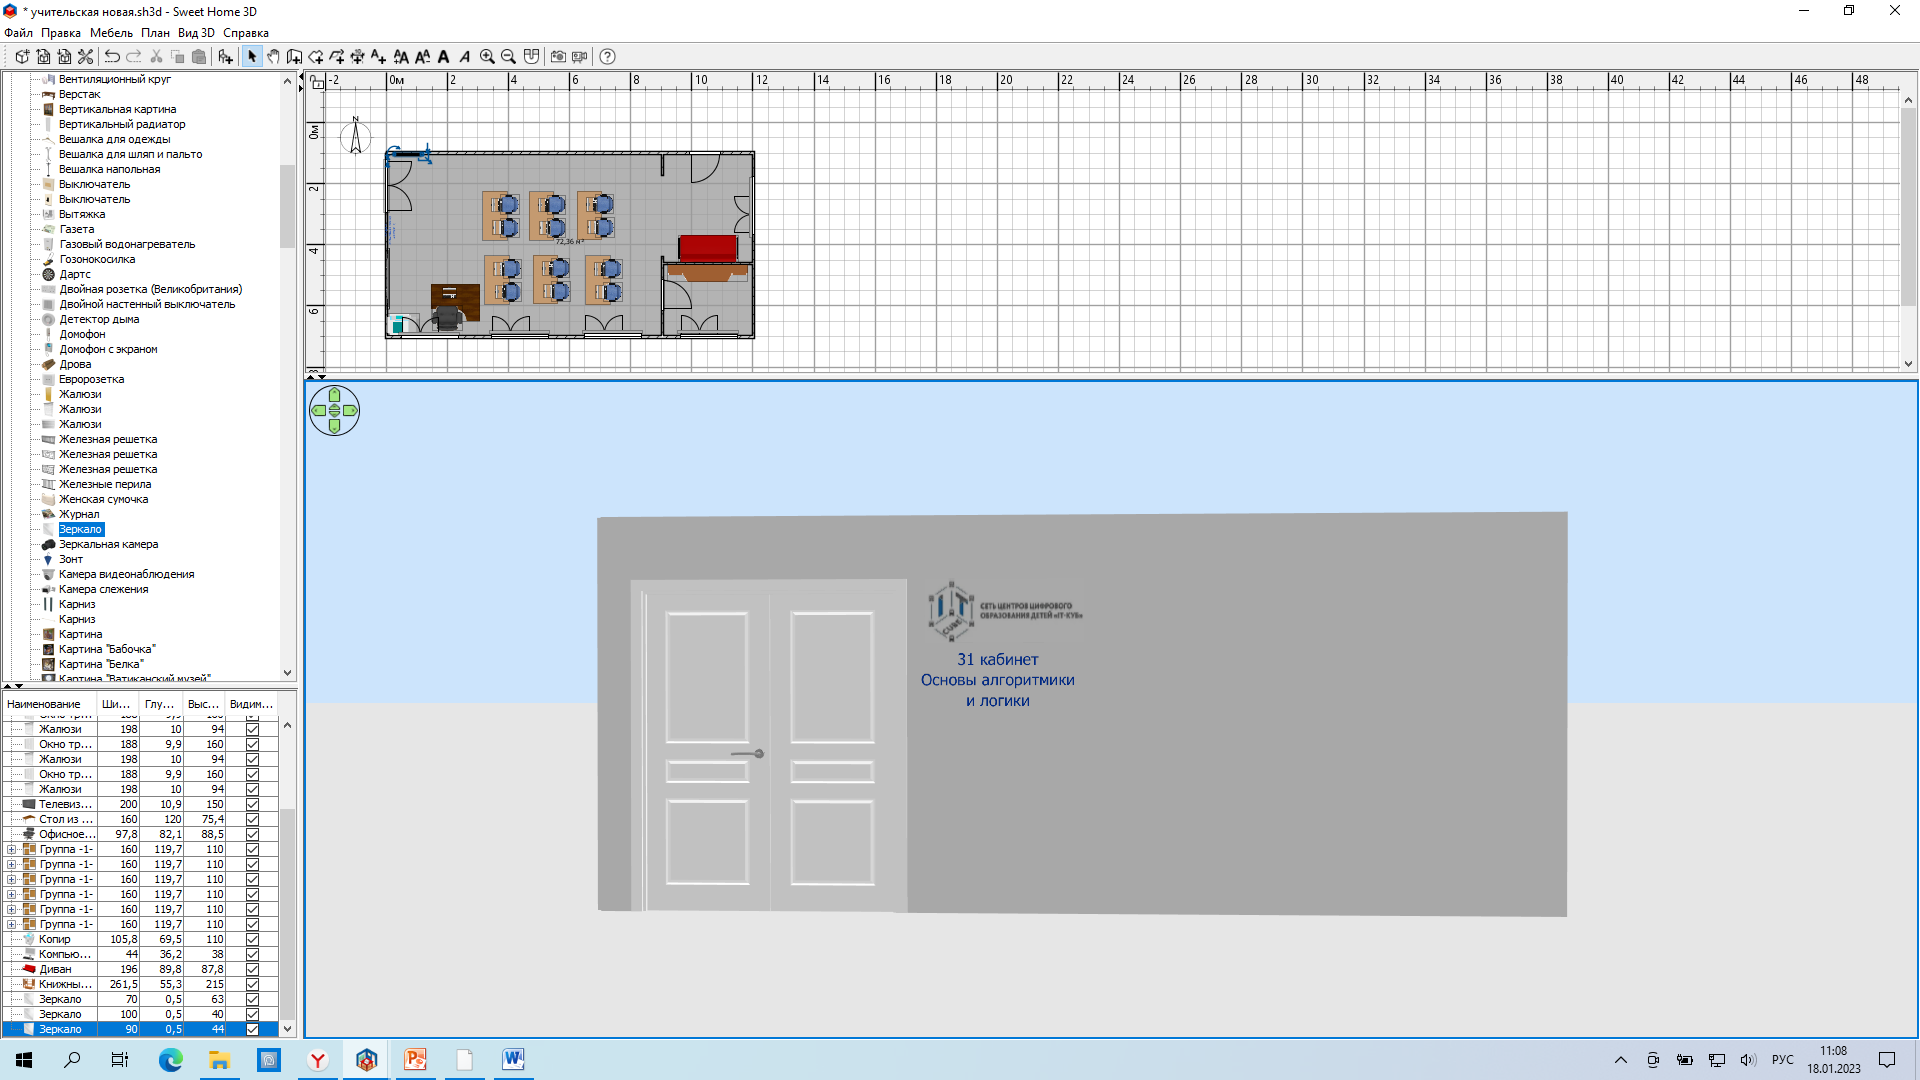 * учительская новая.sh3d - Sweet Home 3D
Файл Правка Мебель План Вид 3D Справка
Вентиляционный круг
Верстак
Вертикальная картина
Вертикальный радиатор
Вешалка для одежды
Вешалка для шляп и пальто
Вешалка напольная
Выключатель
Выключатель
Вытяжка
Газета
Газовый водонагреватель
Гозонокосилка
Дартс
Двойная розетка (Великобритания)
Двойной настенный выключатель
Детектор дыма
Домофон
Домофон с экраном
Дрова
Евророзетка
Жалюзи
Жалюзи
Жалюзи
Железная решетка
Железная решетка
Железная решетка
Железные перила
Женская сумочка
Журнал
Зеркало
Зеркальная камера
Зонт
Камера видеонаблюдения
Камера слежения
Карниз
Карниз
Картина
Картина "Бабочка"
Картина "Белка"
Картина "Ватиканский музей"
Наименование Ши... Глу... Выс... Видим...
Жалюзи 198 10 94
Окно тр... 188 9,9 160
Жалюзи 198 10 94
Окно тр... 188 9,9 160
Жалюзи 198 10 94
Телевиз... 200 10,9 150
Стол из ... 160 120 75,4
Офисное... 97,8 82,1 88,5
Группа -1- 160 119,7 110
Группа -1- 160 119,7 110
Группа -1- 160 119,7 110
Группа -1- 160 119,7 110
Группа -1- 160 119,7 110
Группа -1- 160 119,7 110
Копир 105,8 69,5 110
Компью... 44 36,2 38
Диван 196 89,8 87,8
Книжны... 261,5 55,3 215
Зеркало 70 0,5 63
Зеркало 100 0,5 40
Зеркало 90 0,5 44
-2 0м 2 4 6 8 10 12 14 16 18 20 22 24 26 28 30 32 34 36 38 40 42 44 46 48
0м
2
4
6
N
72,36 м²
IT
CUBE
СЕТЬ ЦЕНТРОВ ЦИФРОВОГО
ОБРАЗОВАНИЯ ДЕТЕЙ «IT-КУБ»
31 кабинет
Основы алгоритмики
и логики
РУС
11:08
18.01.2023